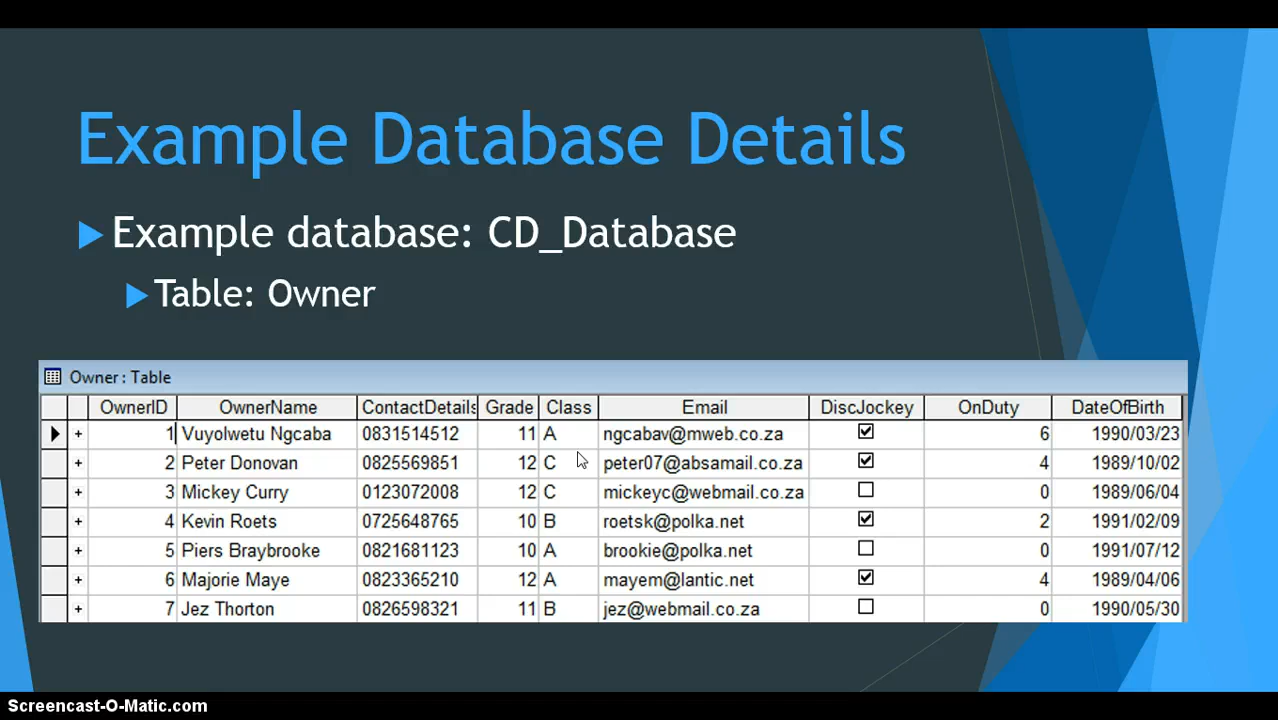 Example Database Details
Example database: CD_Database
Table: Owner
Owner : Table
OwnerID OwnerName ContactDetails Grade Class Email DiscJockey OnDuty DateOfBirth
+ 1 Vuyolwetu Ngcaba 0831514512 11 A ngcabav@mweb.co.za 6 1990/03/23
+ 2 Peter Donovan 0825569851 12 C peter07@absamail.co.za 4 1989/10/02
+ 3 Mickey Curry 0123072008 12 C mickeyc@webmail.co.za 0 1989/06/04
+ 4 Kevin Roets 0725648765 10 B roetsk@polka.net 2 1991/02/09
+ 5 Piers Braybrooke 0821681123 10 A brookie@polka.net 0 1991/07/12
+ 6 Majorie Maye 0823365210 12 A mayem@lantic.net 4 1989/04/06
+ 7 Jez Thorton 0826598321 11 B jez@webmail.co.za 0 1990/05/30
Screencast-O-Matic.com